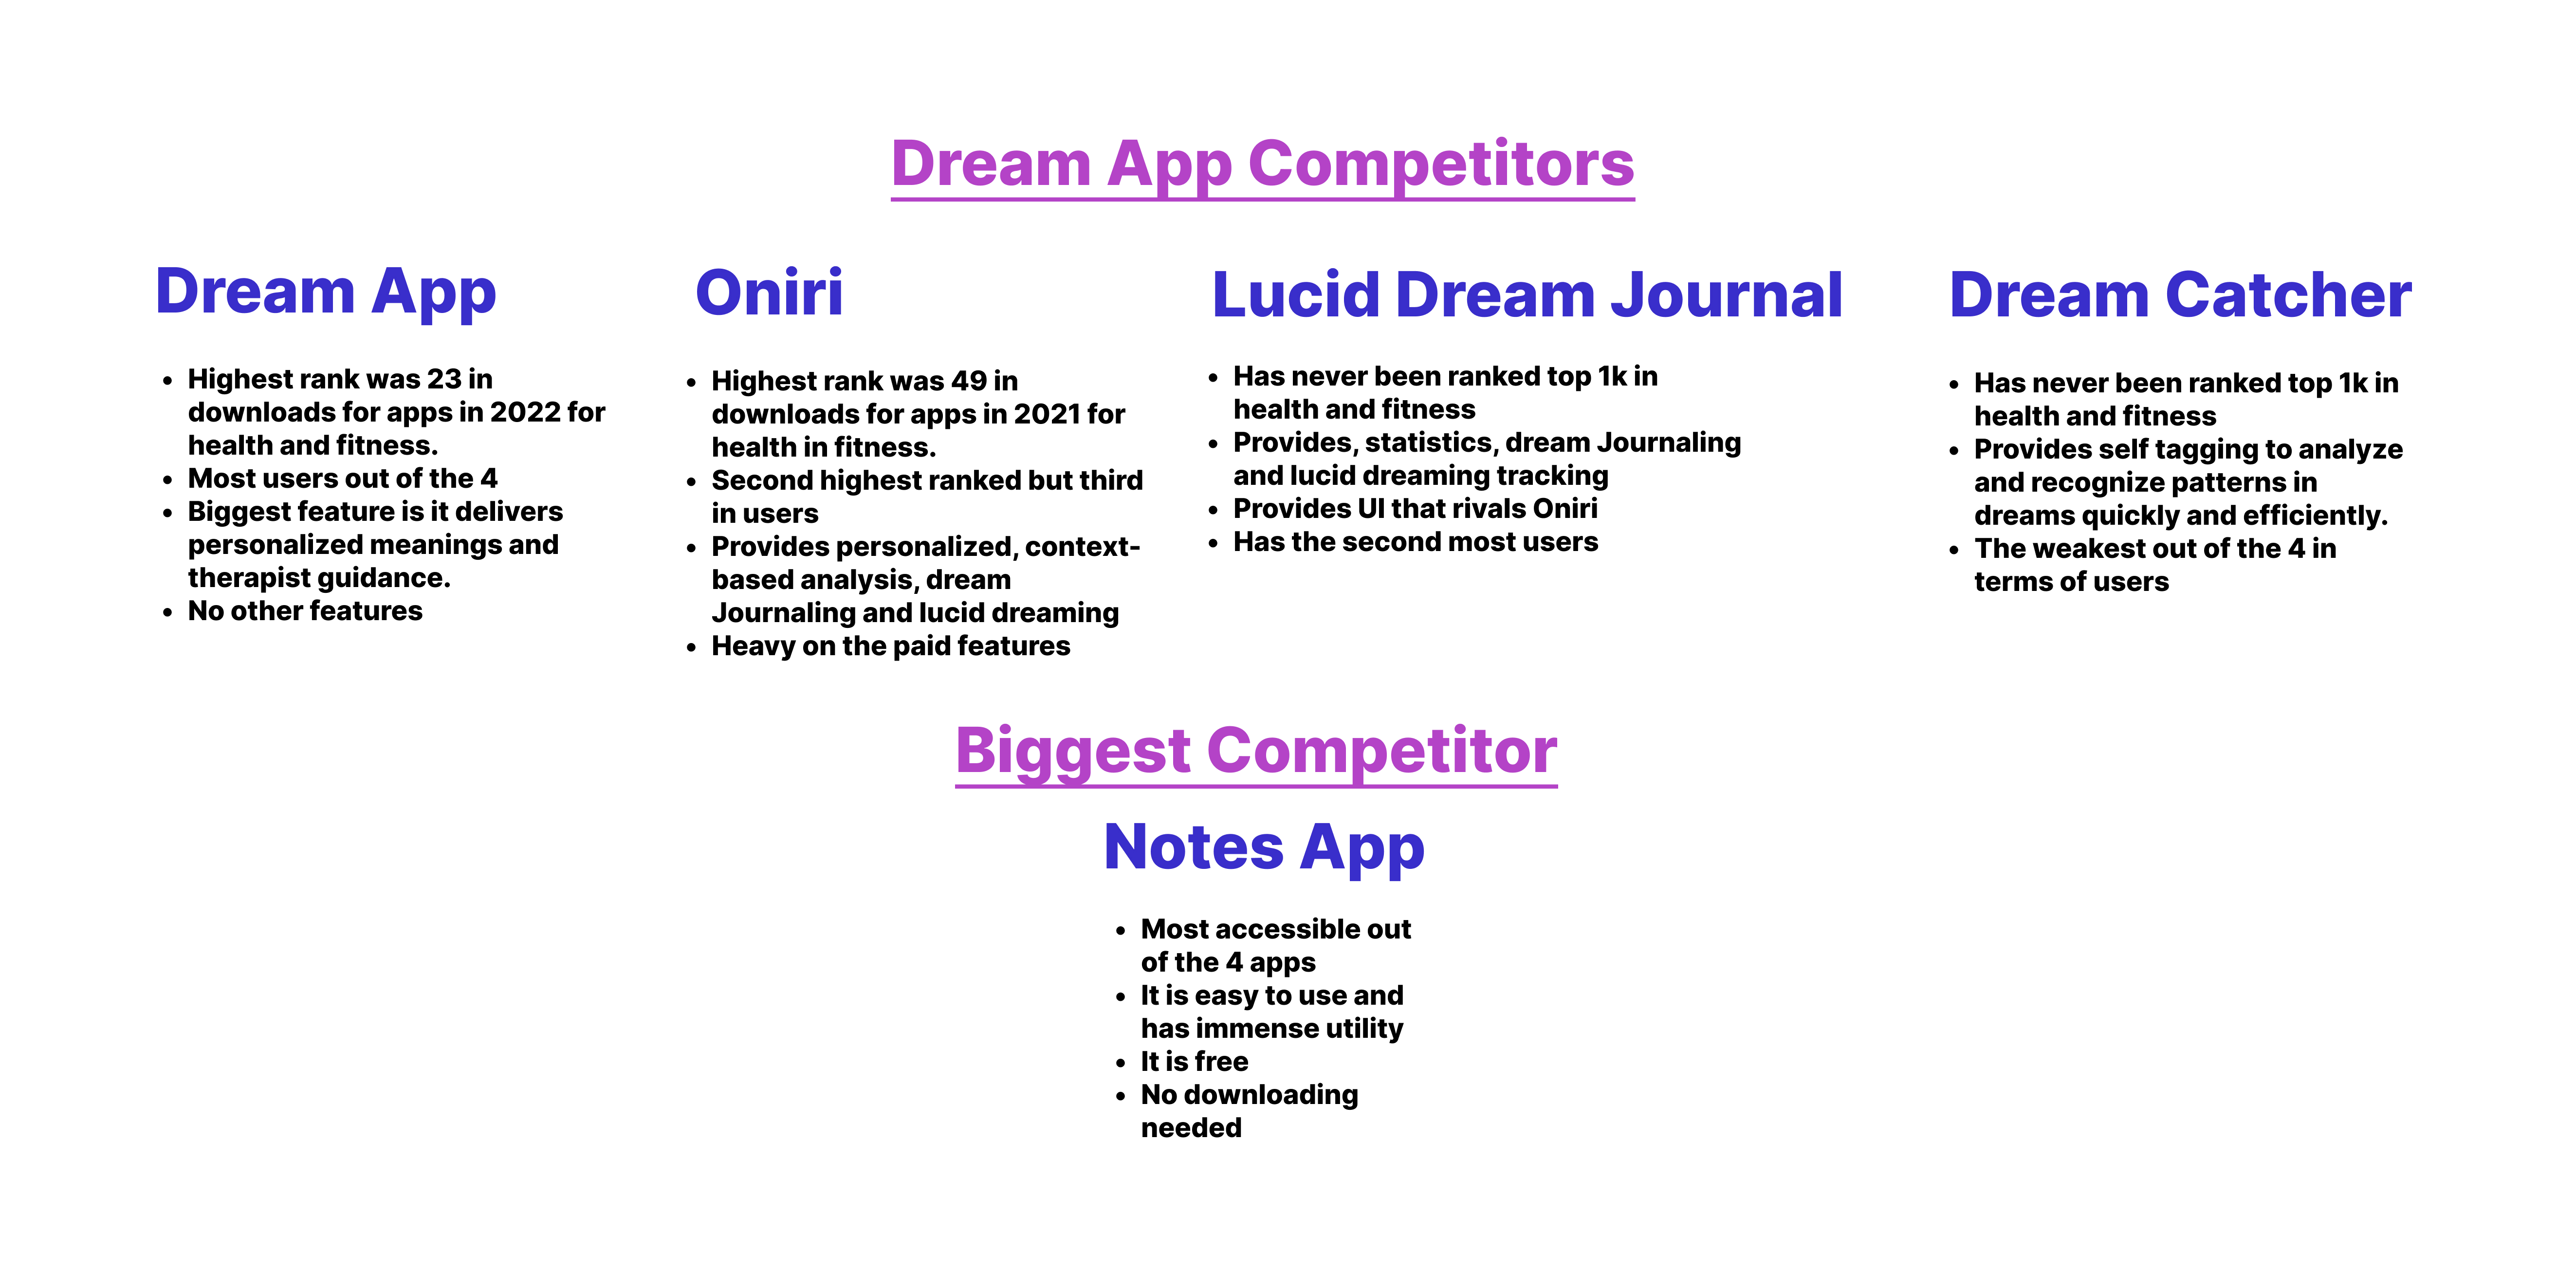 Dream App Competitors
Dream App
• Highest rank was 23 in
downloads for apps in 2022 for
health and fitness.
• Most users out of the 4
• Biggest feature is it delivers
personalized meanings and
therapist guidance.
• No other features
Oniri
• Highest rank was 49 in
downloads for apps in 2021 for
health in fitness.
• Second highest ranked but third
in users
• Provides personalized, context-
based analysis, dream
Journaling and lucid dreaming
• Heavy on the paid features
Lucid Dream Journal
• Has never been ranked top 1k in
health and fitness
• Provides, statistics, dream Journaling
and lucid dreaming tracking
• Provides UI that rivals Oniri
• Has the second most users
Dream Catcher
• Has never been ranked top 1k in
health and fitness
• Provides self tagging to analyze
and recognize patterns in
dreams quickly and efficiently.
• The weakest out of the 4 in
terms of users
Biggest Competitor
Notes App
• Most accessible out
of the 4 apps
• It is easy to use and
has immense utility
• It is free
• No downloading
needed